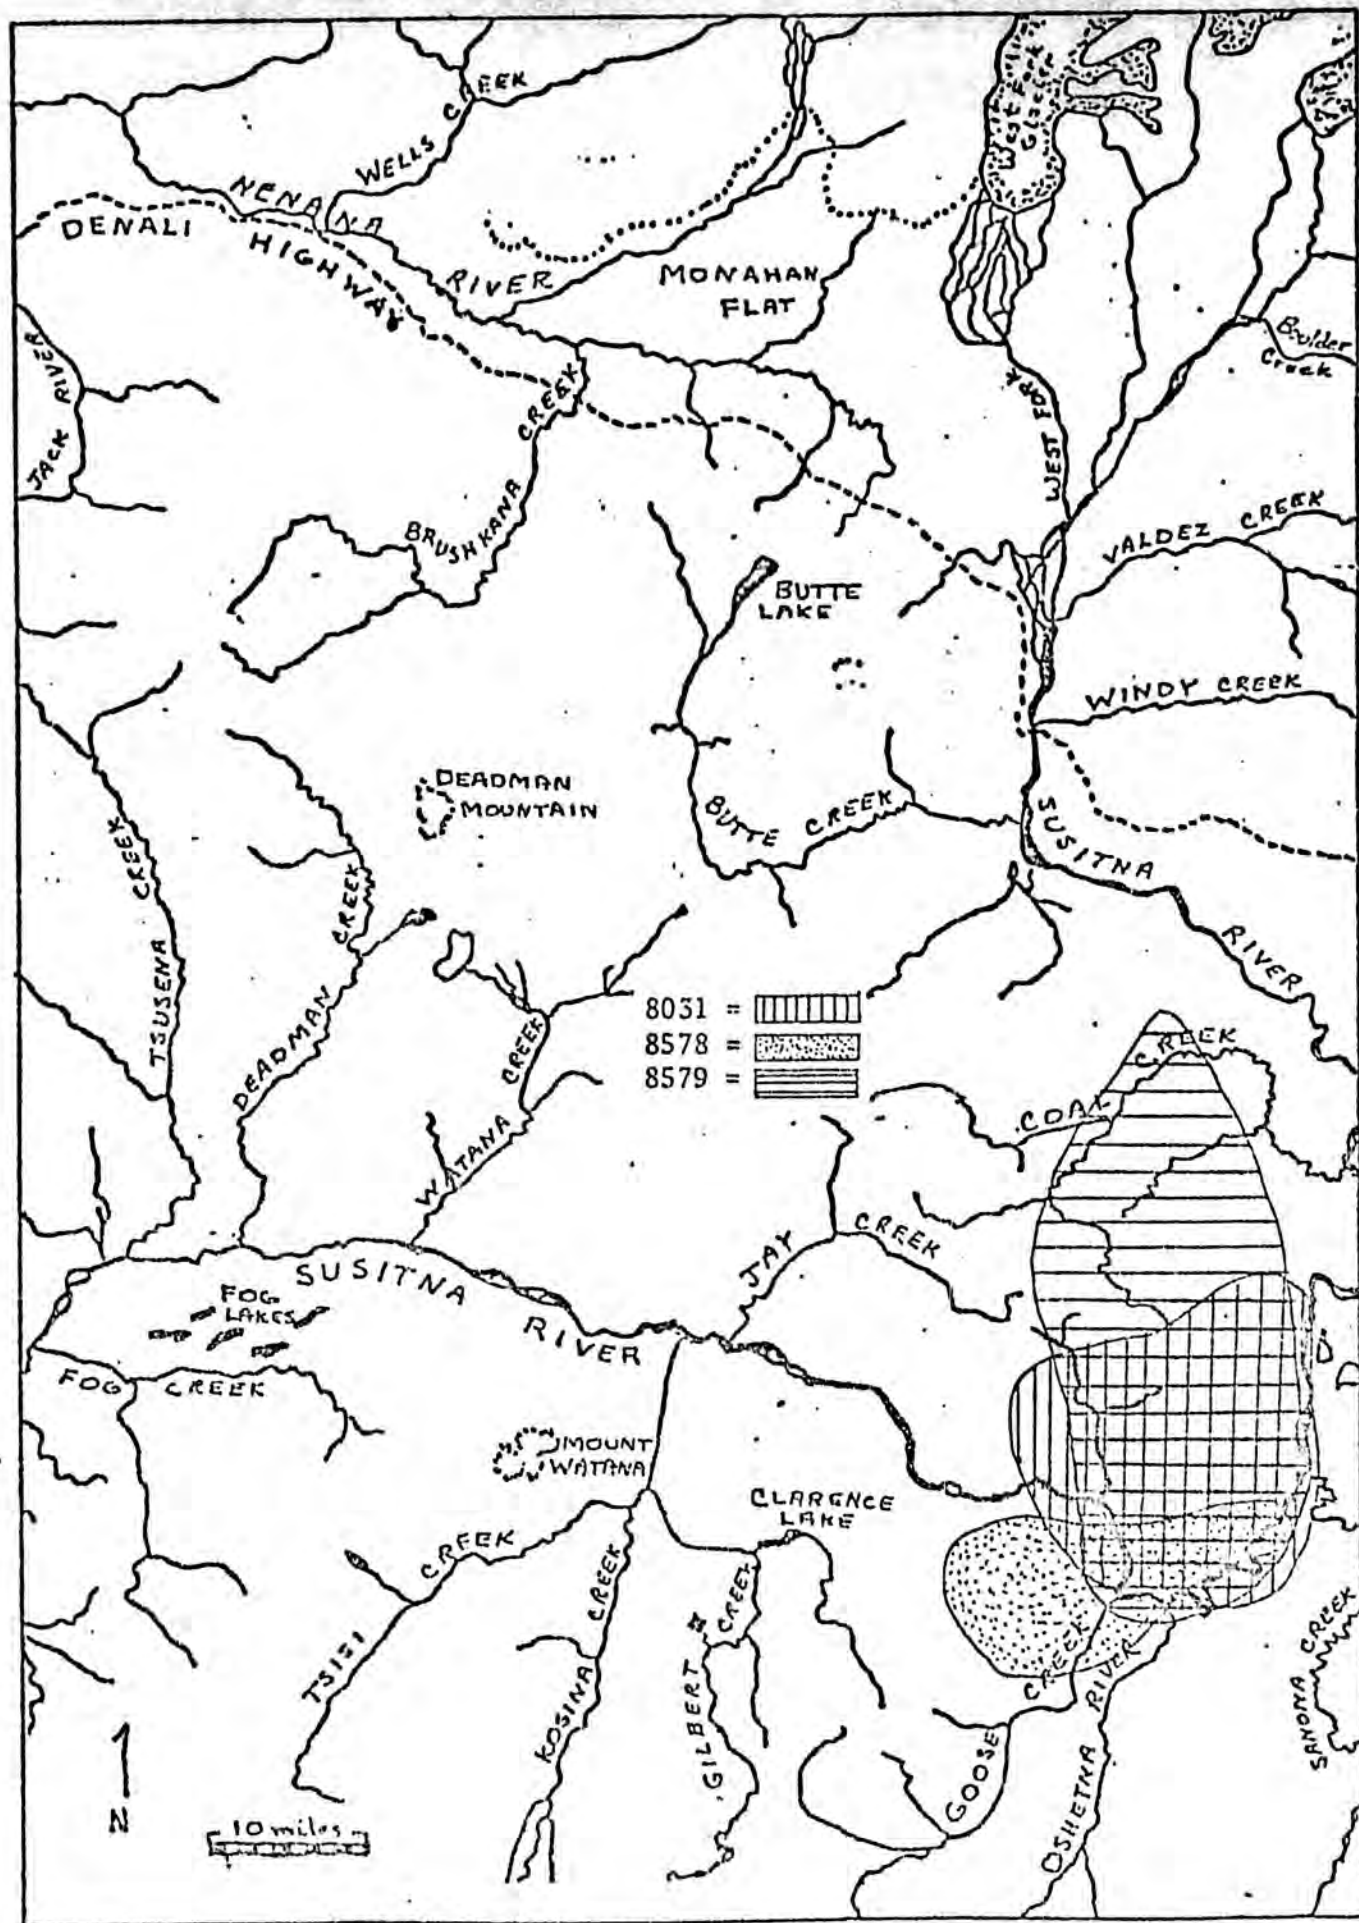 West Fork
Glacier
WELLS CREEK
NENANA
RIVER
DENALI
HIGHWAY
MONAHAN
FLAT
Boulder
Creek
JACK RIVER
WEST FORK
BRUSHKANA CREEK
VALDEZ CREEK
BUTTE
LAKE
WINDY CREEK
DEADMAN
MOUNTAIN
BUTTE CREEK
SUSITNA
RIVER
TSUSENA CREEK
DEADMAN CREEK
WATANA CREEK
8031 =
8578 =
8579 =
COAL CREEK
JAY CREEK
SUSITNA
RIVER
FOG
LAKES
FOG CREEK
MOUNT
WATANA
CLARENCE
LAKE
TSISI CREEK
KOSINA CREEK
GILBERT CREEK
GOOSE CREEK
OSHETNA RIVER
SANONA CREEK
N
10 miles